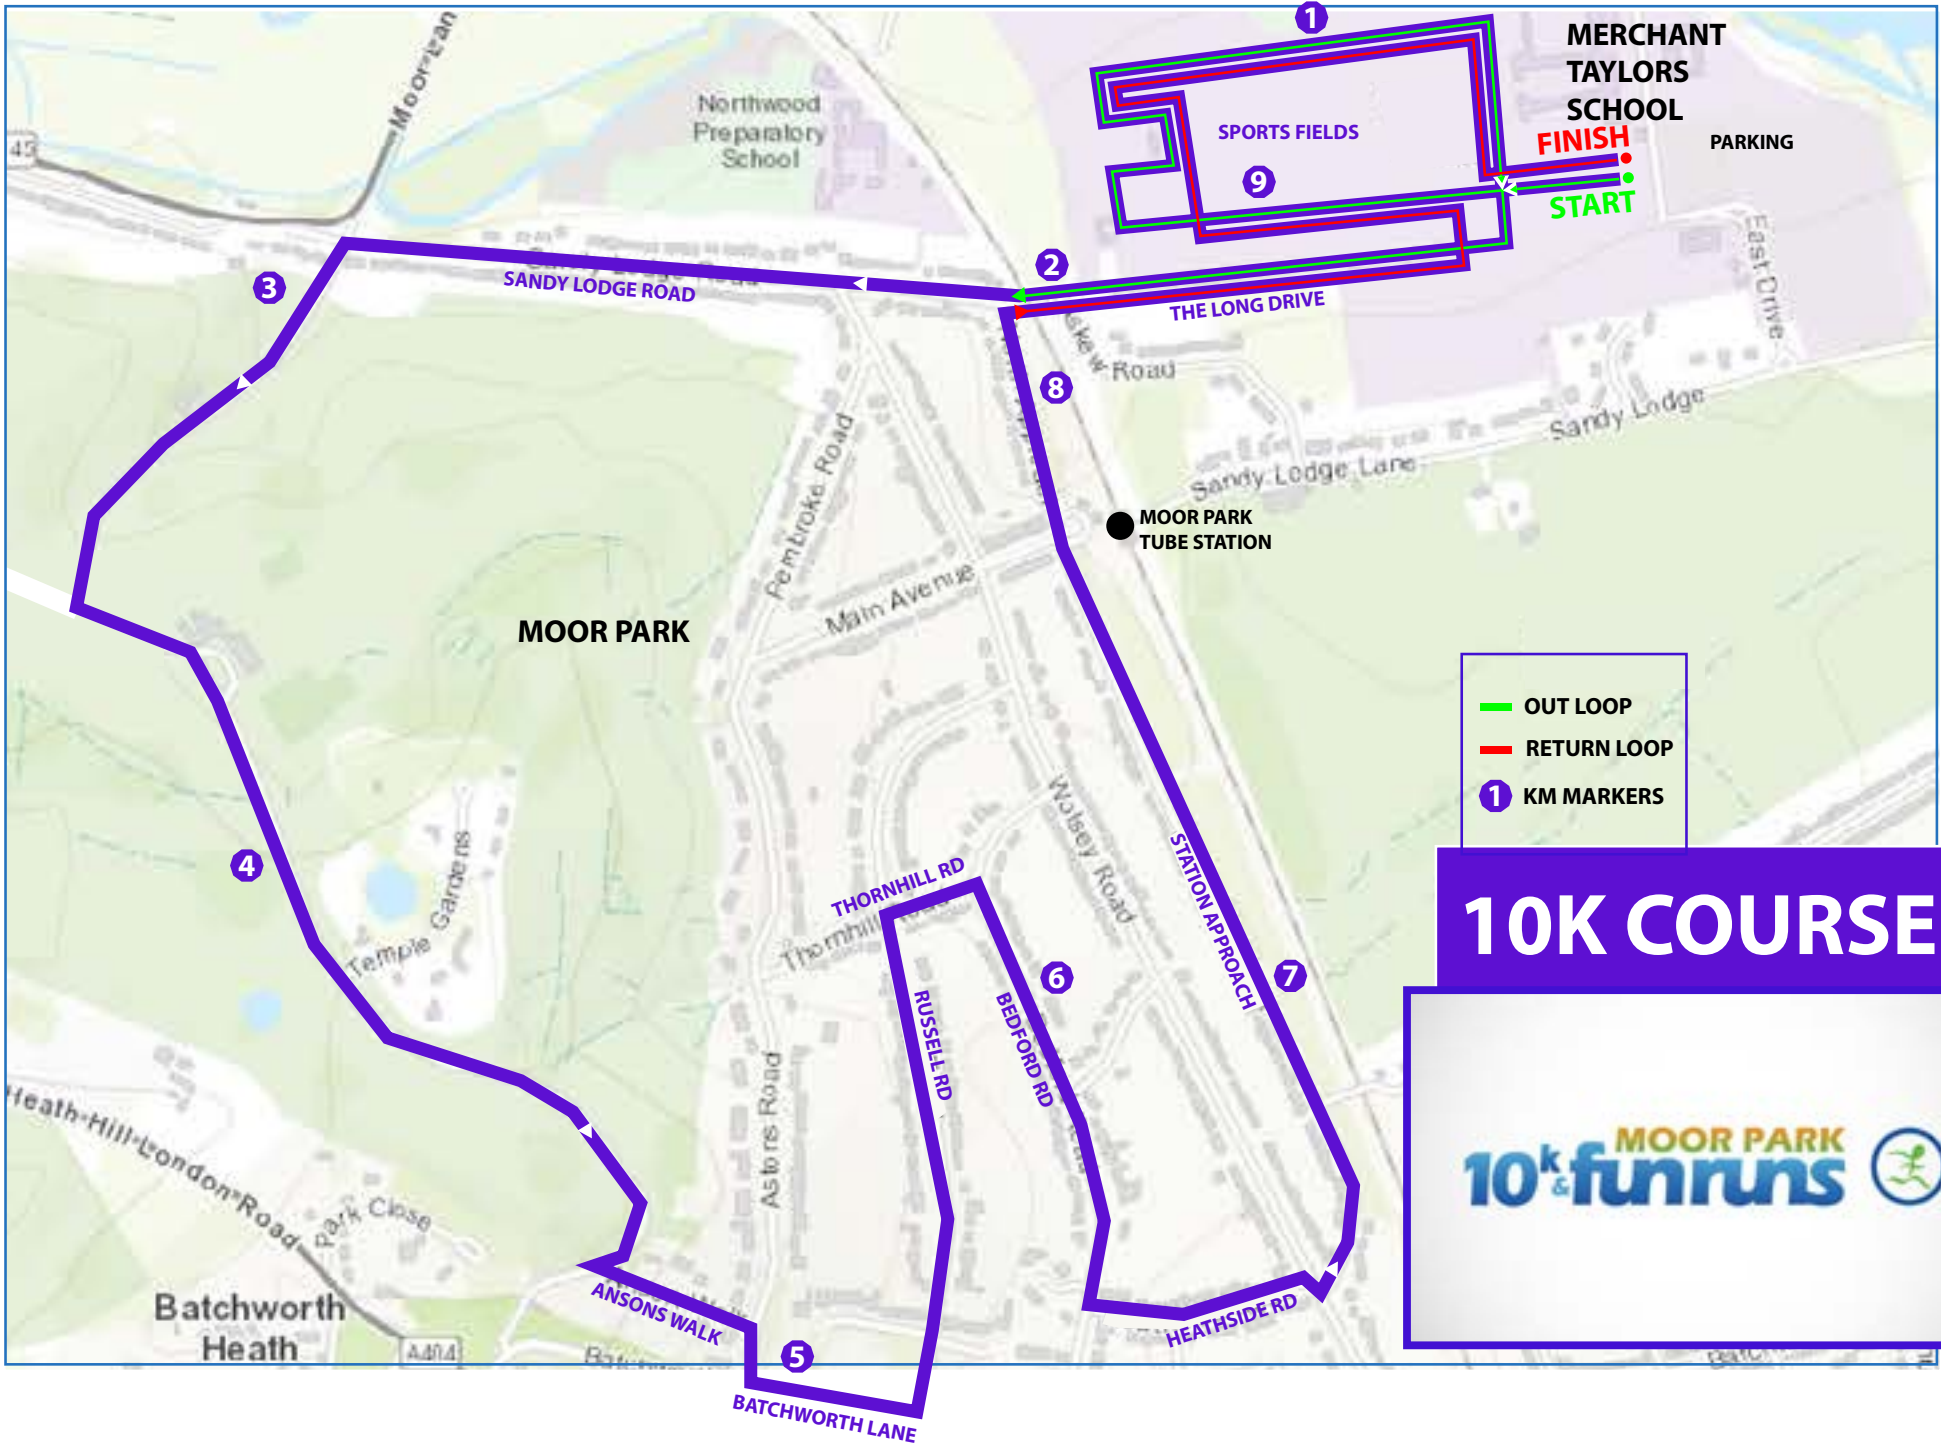 1
MERCHANT
TAYLORS
SCHOOL
FINISH
START
PARKING
SPORTS FIELDS
9
Northwood
Preparatory
School
Moor Lane
45
2
THE LONG DRIVE
SANDY LODGE ROAD
3
East Drive
8
Road
Sandy Lodge
Sandy Lodge Lane
MOOR PARK
TUBE STATION
Pembroke Road
Main Avenue
MOOR PARK
OUT LOOP
RETURN LOOP
1 KM MARKERS
4
Temple Gardens
Wolsey Road
STATION APPROACH
7
THORNHILL RD
Thornhill
6
RUSSELL RD
BEDFORD RD
10K COURSE
Astons Road
Heath-Hill-London-Road
Park Close
Batchworth
Heath
A404
ANSONS WALK
5
BATCHWORTH LANE
HEATHSIDE RD
MOOR PARK
10k & funruns